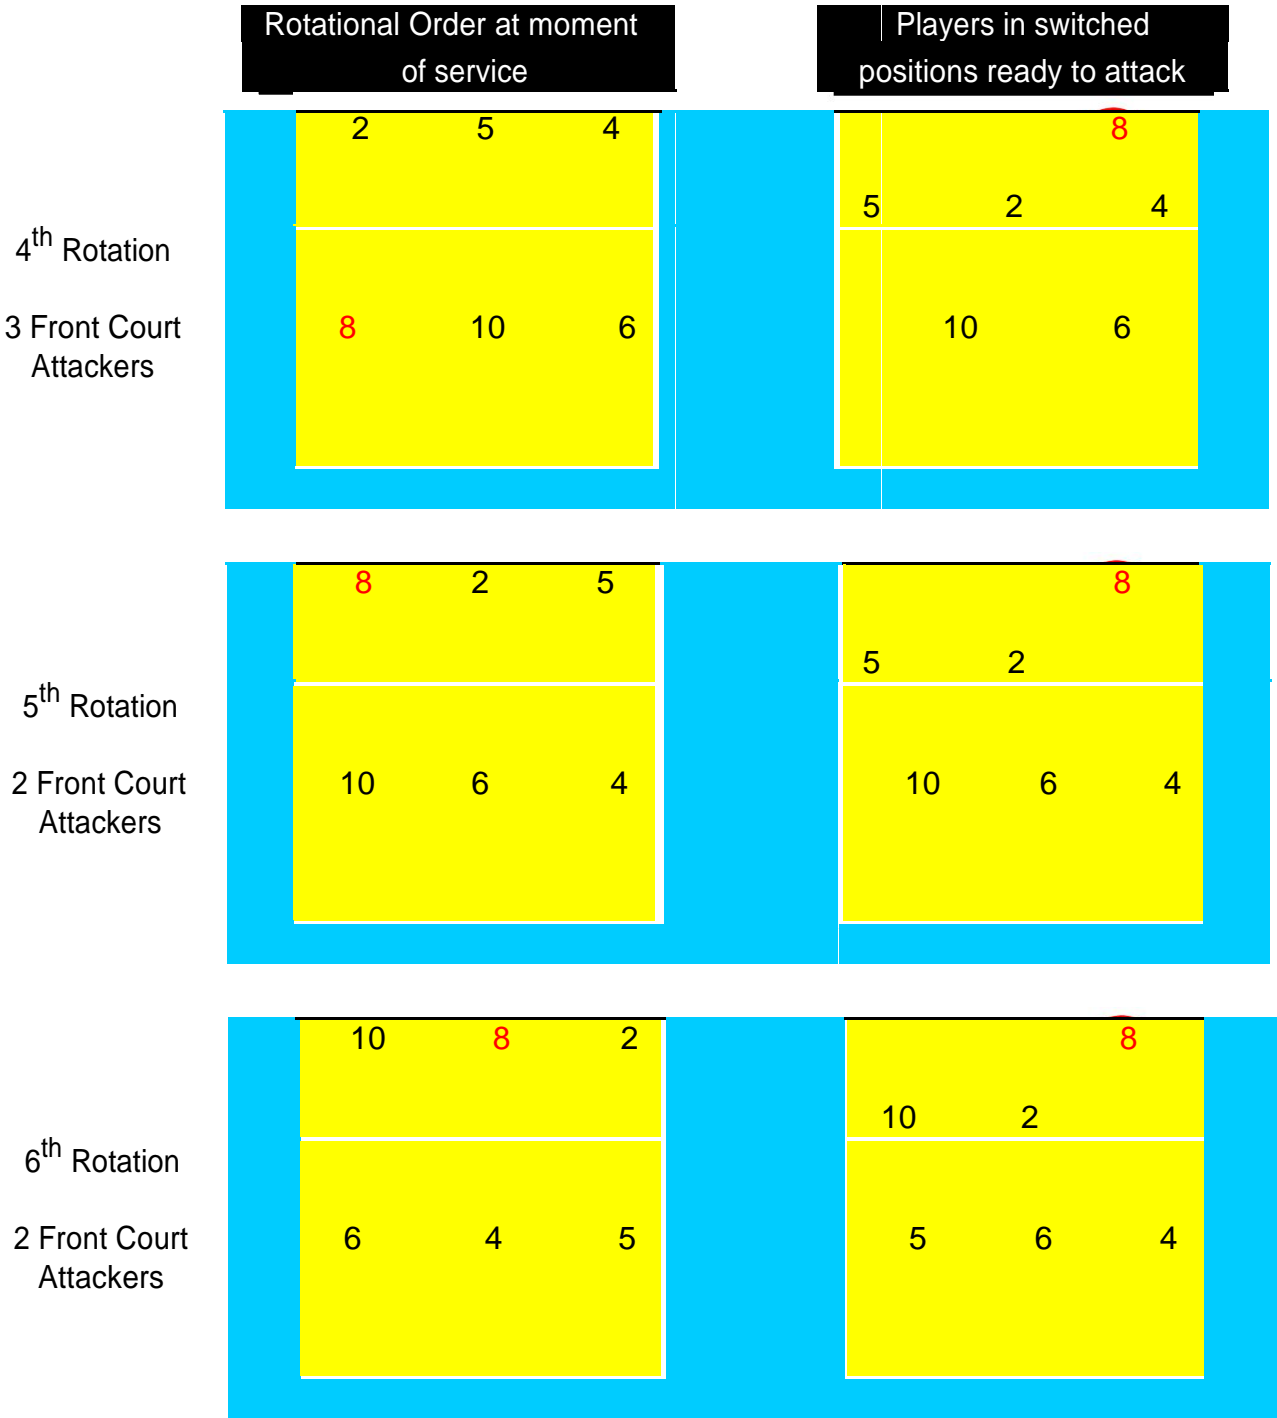 Rotational Order at moment
of service
Players in switched
positions ready to attack
4th Rotation
3 Front Court
Attackers
2 5 4
8 10 6
8
5 2 4
10 6
5th Rotation
2 Front Court
Attackers
8 2 5
10 6 4
8
5 2
10 6 4
6th Rotation
2 Front Court
Attackers
10 8 2
6 4 5
8
10 2
5 6 4